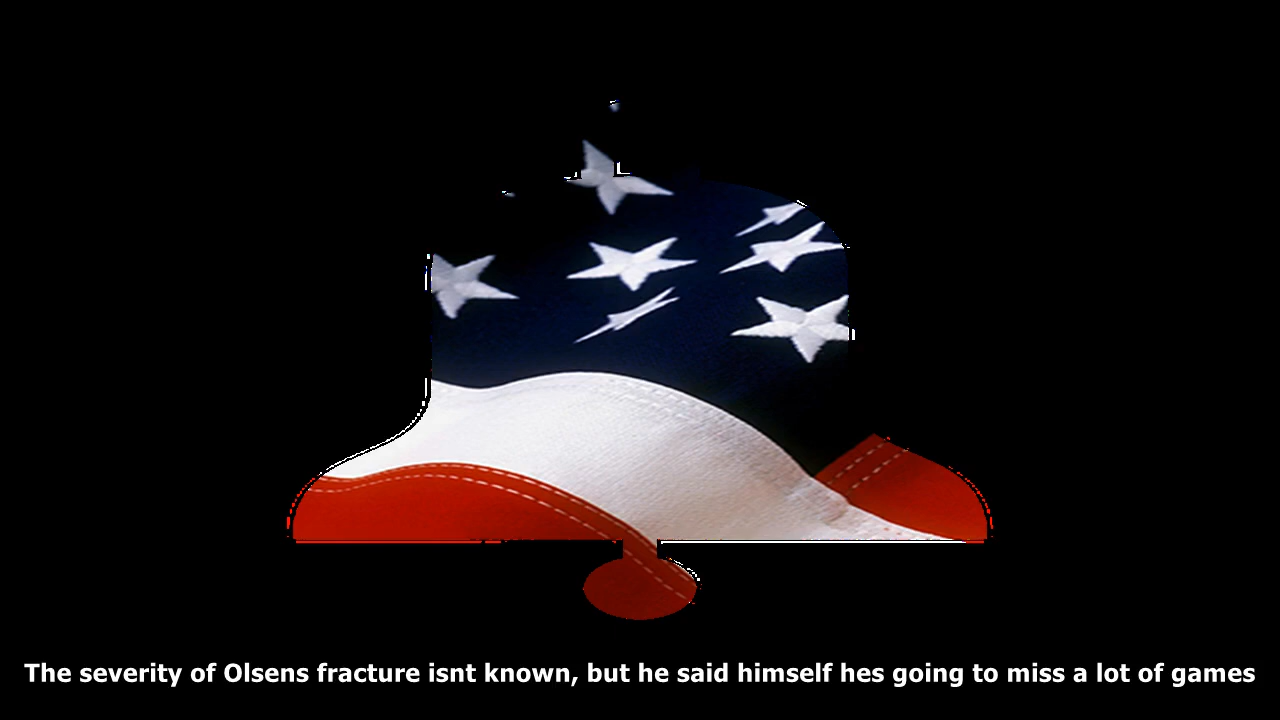 The severity of Olsens fracture isnt known, but he said himself hes going to miss a lot of games